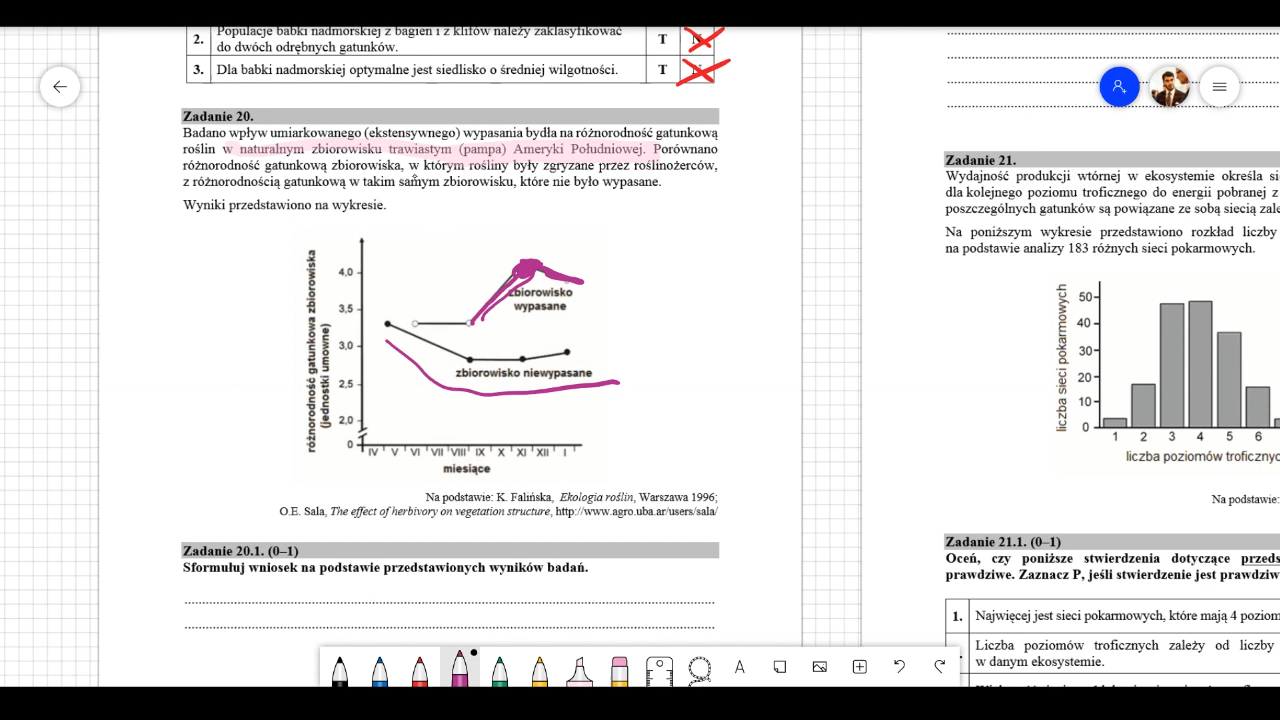 2. Populacje babki nadmorskiej z bagien i z klifów należy zaklasyfikować do dwóch odrębnych gatunków. T N
3. Dla babki nadmorskiej optymalne jest siedlisko o średniej wilgotności. T N
Zadanie 20.
Badano wpływ umiarkowanego (ekstensywnego) wypasania bydła na różnorodność gatunkową
roślin w naturalnym zbiorowisku trawiastym (pampa) Ameryki Południowej. Porównano
różnorodność gatunkową zbiorowiska, w którym rośliny były zgryzane przez roślinożerców,
z różnorodnością gatunkową w takim samym zbiorowisku, które nie było wypasane.
Wyniki przedstawiono na wykresie.
różnorodność gatunkowa zbiorowiska
(jednostki umowne)
4,0
3,5
3,0
2,5
2,0
0
zbiorowisko
wypasane
zbiorowisko niewypasane
IV V VI VII VIII IX X XI XII I
miesiące
Na podstawie: K. Falińska, Ekologia roślin, Warszawa 1996;
O.E. Sala, The effect of herbivory on vegetation structure, http://www.agro.uba.ar/users/sala/
Zadanie 20.1. (0–1)
Sformułuj wniosek na podstawie przedstawionych wyników badań.
Zadanie 21.
Wydajność produkcji wtórnej w ekosystemie określa
dla kolejnego poziomu troficznego do energii pobranej z
poszczególnych gatunków są powiązane ze sobą siecią
Na poniższym wykresie przedstawiono rozkład liczby
na podstawie analizy 183 różnych sieci pokarmowych.
liczba sieci pokarmowych
50
40
30
20
10
0
1 2 3 4 5 6
liczba poziomów
Na podstawie:
Zadanie 21.1. (0–1)
Oceń, czy poniższe stwierdzenia dotyczące
prawdziwe. Zaznacz P, jeśli stwierdzenie jest
1. Najwięcej jest sieci pokarmowych, które mają 4
Liczba poziomów troficznych zależy od liczby
w danym ekosystemie.
A